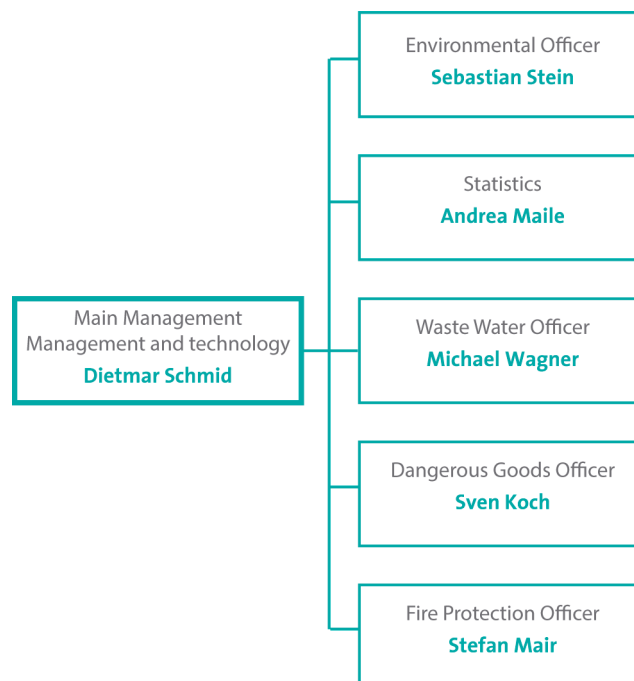 Environmental Officer
Sebastian Stein
Statistics
Andrea Maile
Main Management
Management and technology
Dietmar Schmid
Waste Water Officer
Michael Wagner
Dangerous Goods Officer
Sven Koch
Fire Protection Officer
Stefan Mair